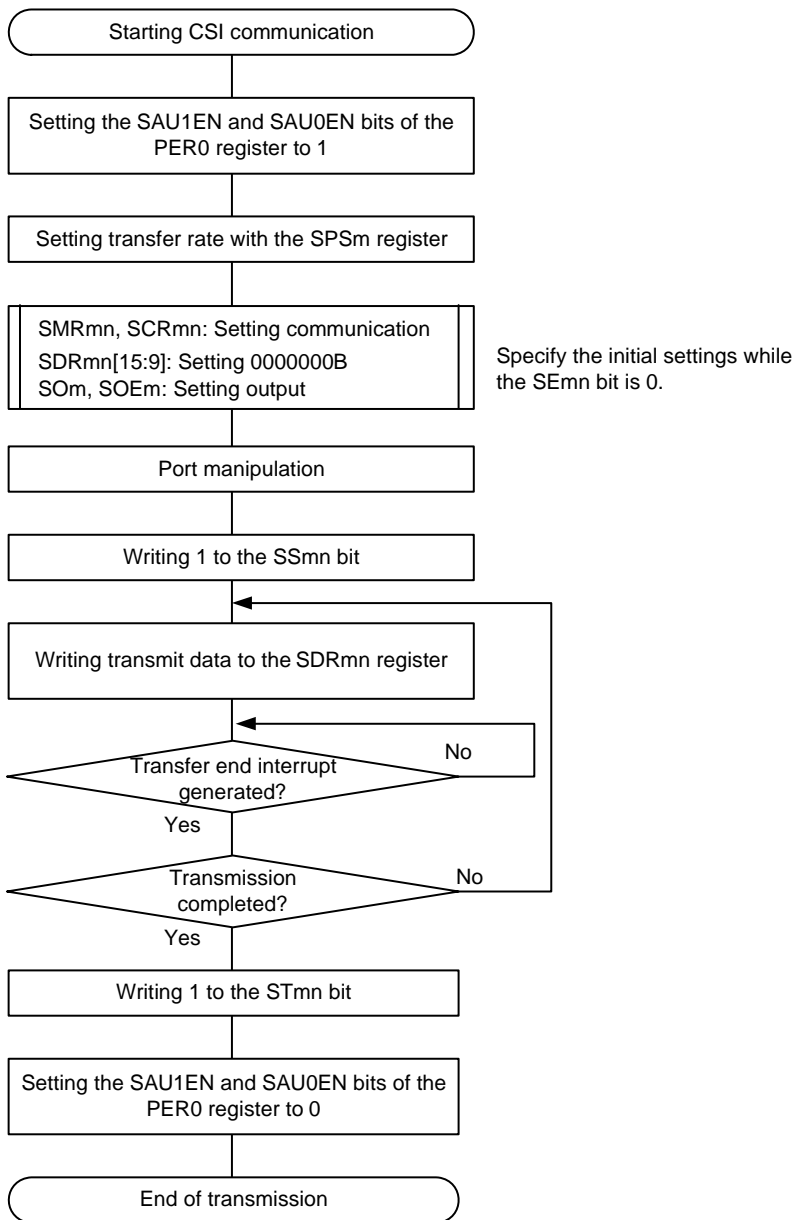 Starting CSI communication
Setting the SAU1EN and SAU0EN bits of the
PER0 register to 1
Setting transfer rate with the SPSm register
SMRmn, SCRmn: Setting communication
SDRmn[15:9]: Setting 0000000B
SOm, SOEm: Setting output
Specify the initial settings while
the SEmn bit is 0.
Port manipulation
Writing 1 to the SSmn bit
Writing transmit data to the SDRmn register
No
Transfer end interrupt
generated?
Yes
No
Transmission
completed?
Yes
Writing 1 to the STmn bit
Setting the SAU1EN and SAU0EN bits of the
PER0 register to 0
End of transmission